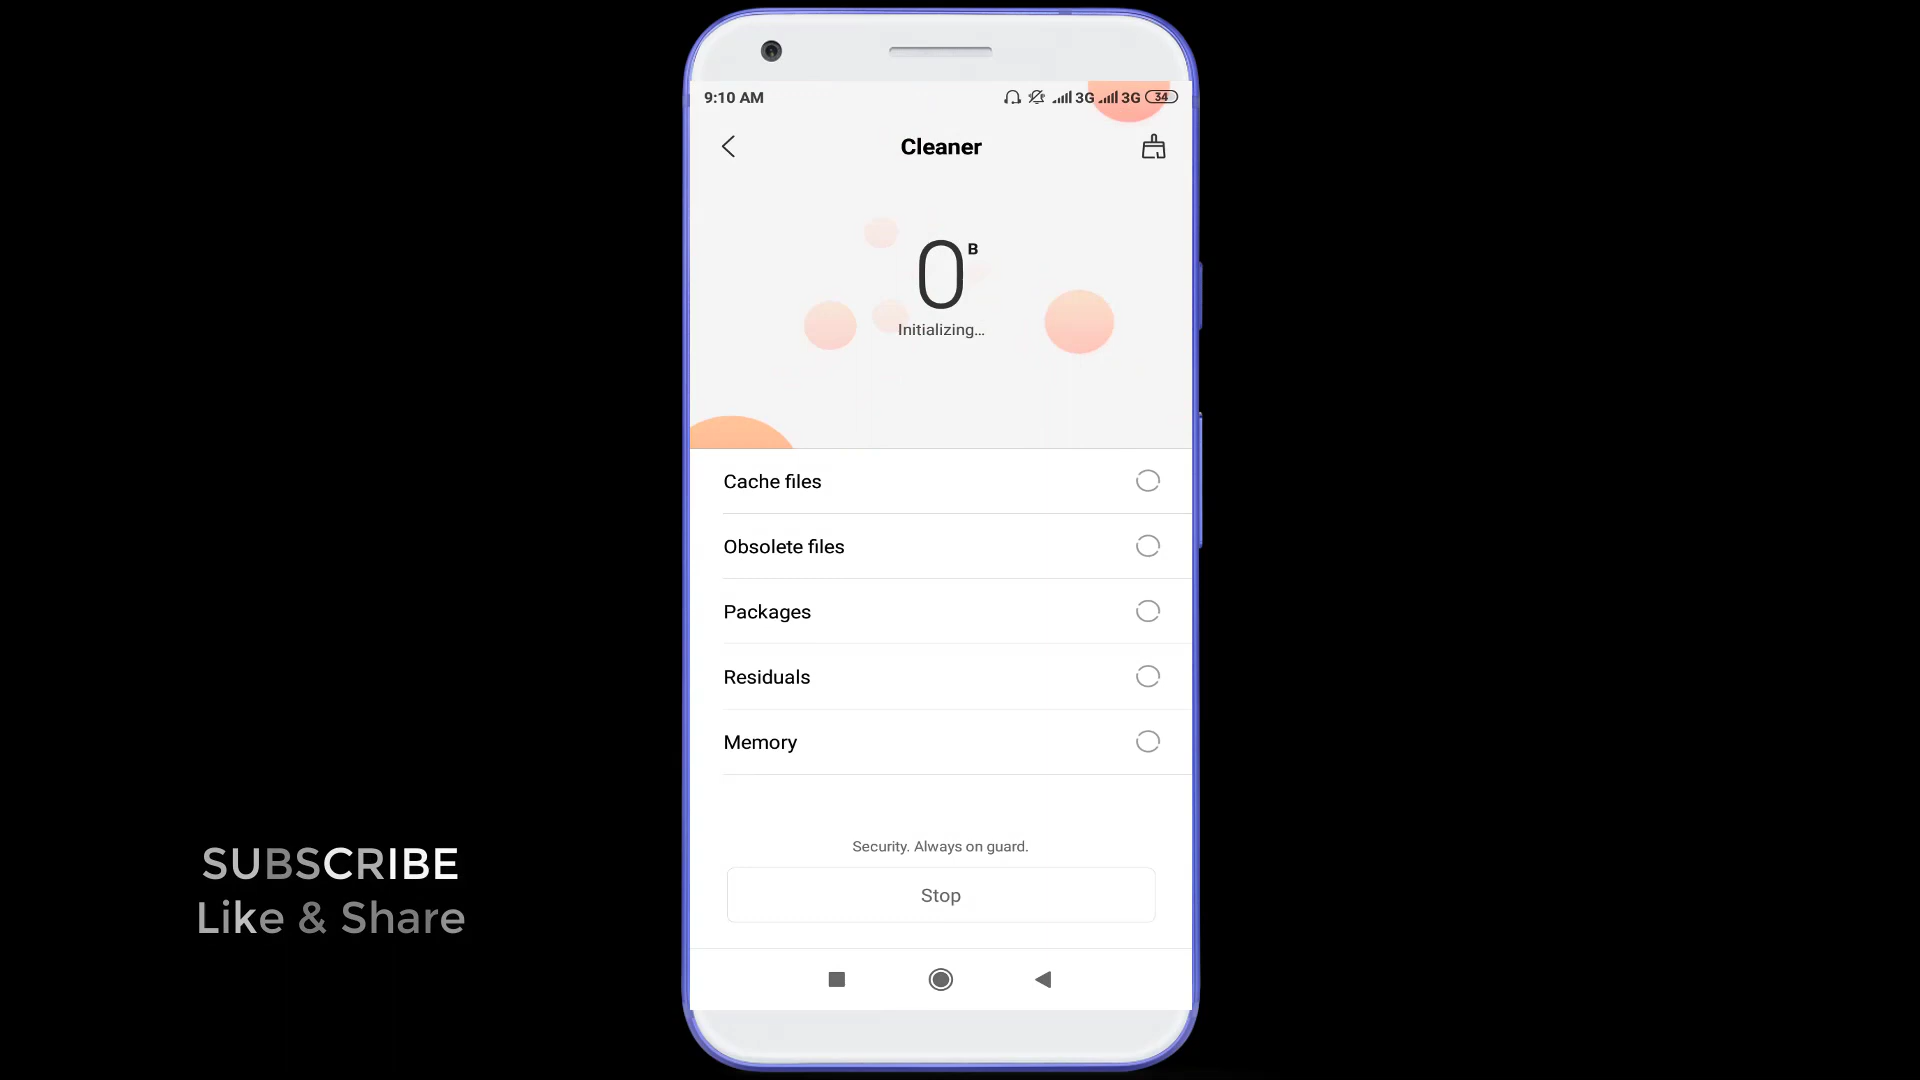 9:10 AM 3G 3G 34
Cleaner
0 B
Initializing...
Cache files
Obsolete files
Packages
Residuals
Memory
Security. Always on guard.
Stop
SUBSCRIBE
Like & Share